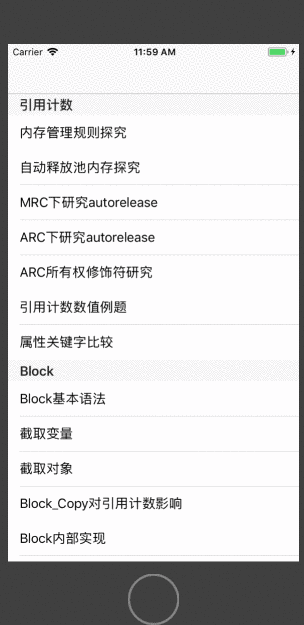 Carrier 11:59 AM
引用计数
内存管理规则探究
自动释放池内存探究
MRC下研究autorelease
ARC下研究autorelease
ARC所有权修饰符研究
引用计数数值例题
属性关键字比较
Block
Block基本语法
截取变量
截取对象
Block_Copy对引用计数影响
Block内部实现